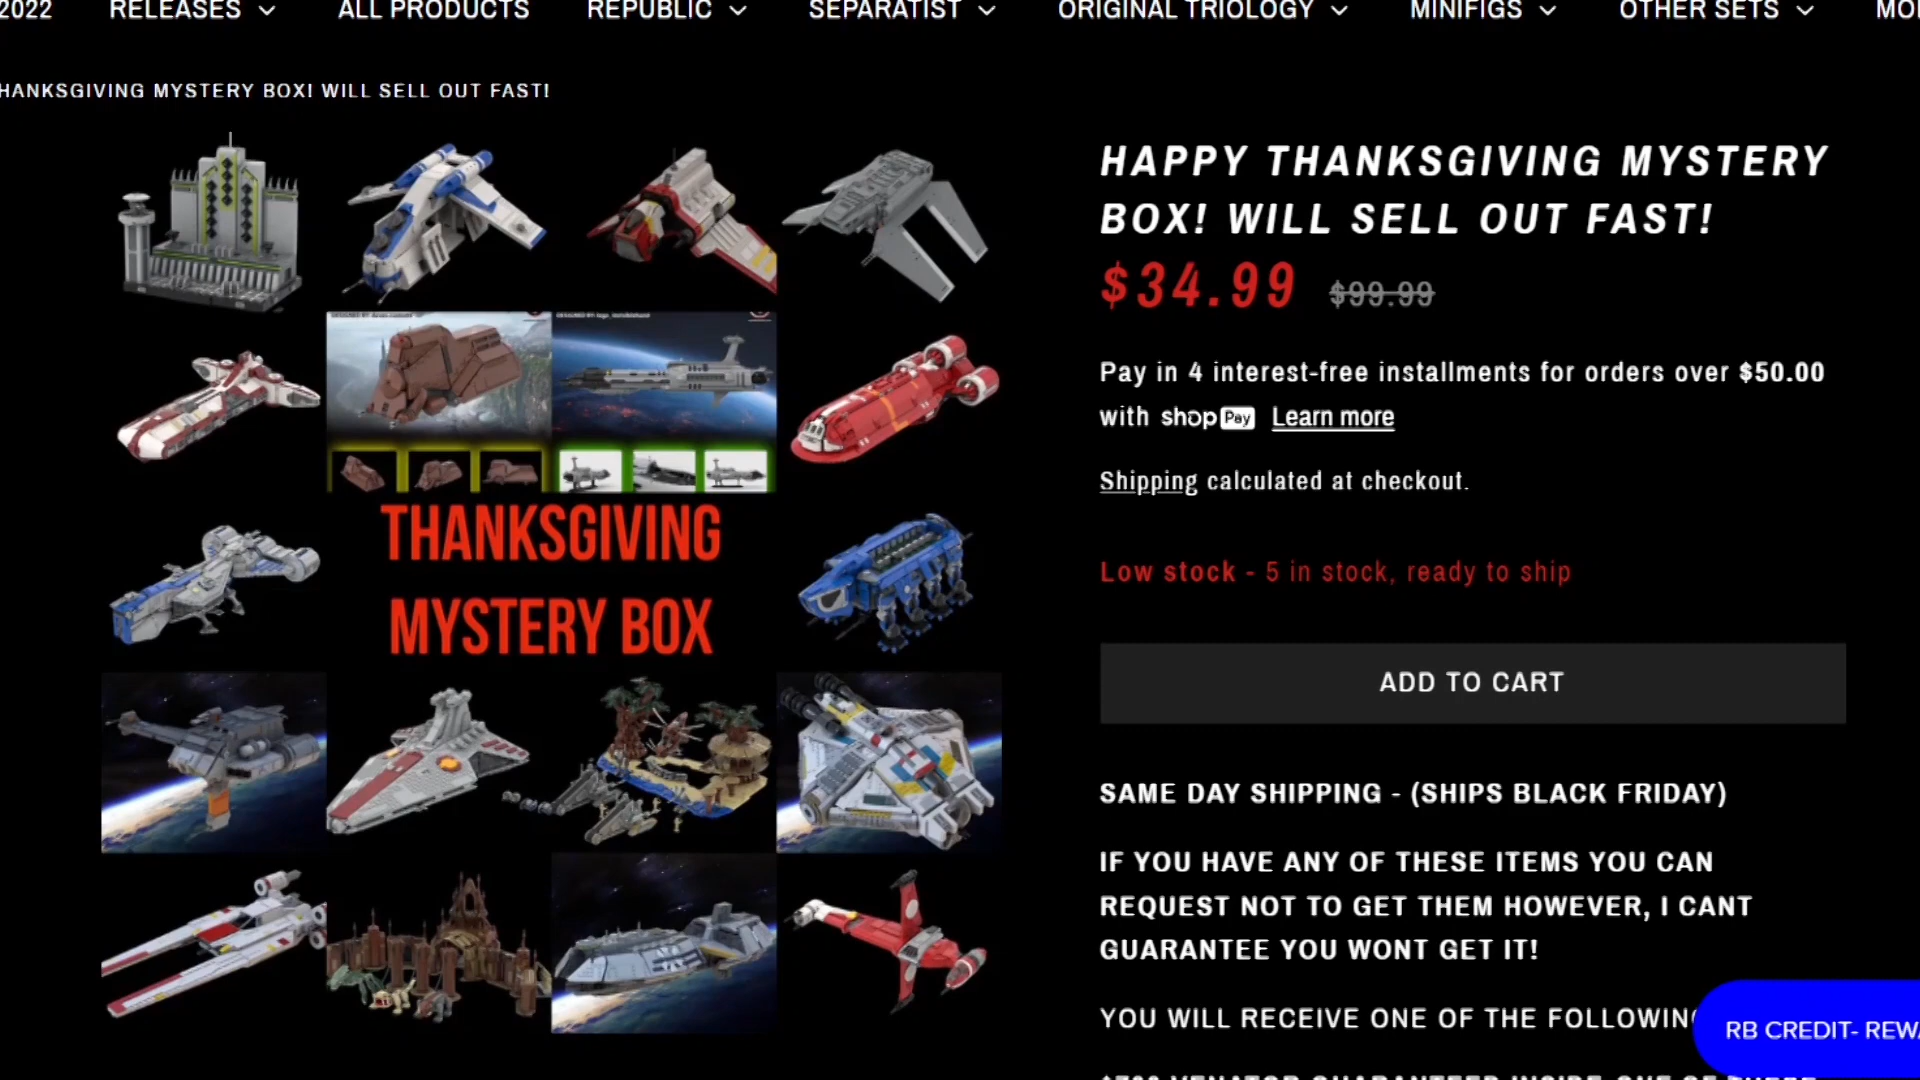 2022 RELEASES ALL PRODUCTS REPUBLIC SEPARATIST ORIGINAL TRIOLOGY MINIFIGS OTHER SETS
HANKSGIVING MYSTERY BOX! WILL SELL OUT FAST!
THANKSGIVING
MYSTERY BOX
HAPPY THANKSGIVING MYSTERY
BOX! WILL SELL OUT FAST!
$34.99 $99.99
Pay in 4 interest-free installments for orders over $50.00
with shop Pay Learn more
Shipping calculated at checkout.
Low stock - 5 in stock, ready to ship
ADD TO CART
SAME DAY SHIPPING - (SHIPS BLACK FRIDAY)
IF YOU HAVE ANY OF THESE ITEMS YOU CAN
REQUEST NOT TO GET THEM HOWEVER, I CANT
GUARANTEE YOU WONT GET IT!
YOU WILL RECEIVE ONE OF THE FOLLOWING
RB CREDIT- REWA